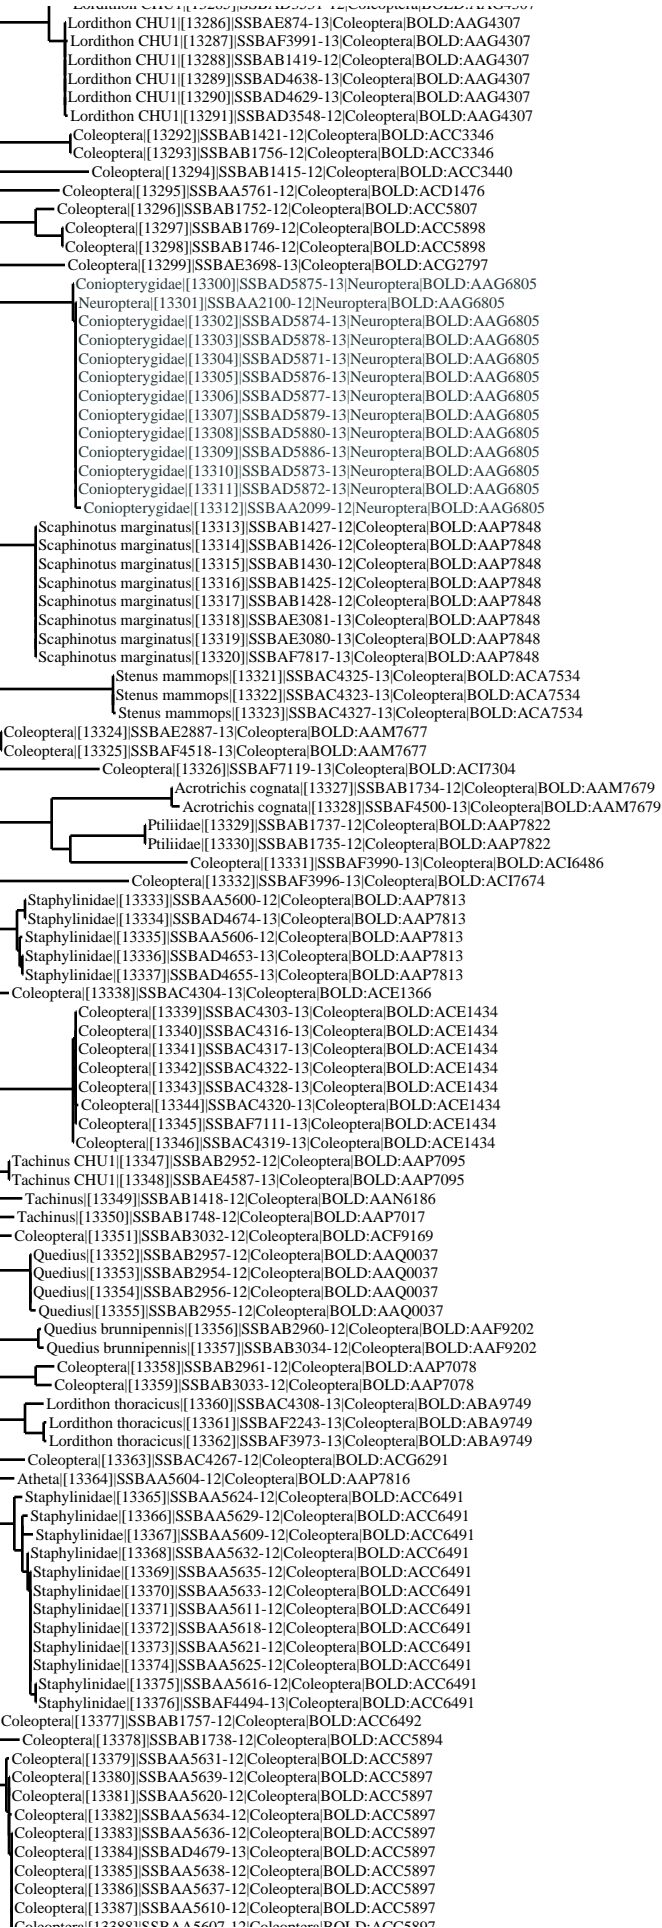 Lordithon CHU1|[13286]|SSBAE874-13|Coleoptera|BOLD:AAG4307
Lordithon CHU1|[13287]|SSBAF3991-13|Coleoptera|BOLD:AAG4307
Lordithon CHU1|[13288]|SSBAB1419-12|Coleoptera|BOLD:AAG4307
Lordithon CHU1|[13289]|SSBAD4638-13|Coleoptera|BOLD:AAG4307
Lordithon CHU1|[13290]|SSBAD4629-13|Coleoptera|BOLD:AAG4307
Lordithon CHU1|[13291]|SSBAD3548-12|Coleoptera|BOLD:AAG4307
Coleoptera|[13292]|SSBAB1421-12|Coleoptera|BOLD:ACC3346
Coleoptera|[13293]|SSBAB1756-12|Coleoptera|BOLD:ACC3346
Coleoptera|[13294]|SSBAB1415-12|Coleoptera|BOLD:ACC3440
Coleoptera|[13295]|SSBAA5761-12|Coleoptera|BOLD:ACD1476
Coleoptera|[13296]|SSBAB1752-12|Coleoptera|BOLD:ACC5807
Coleoptera|[13297]|SSBAB1769-12|Coleoptera|BOLD:ACC5898
Coleoptera|[13298]|SSBAB1746-12|Coleoptera|BOLD:ACC5898
Coleoptera|[13299]|SSBAE3698-13|Coleoptera|BOLD:ACG2797
Coniopterygidae|[13300]|SSBAD5875-13|Neuroptera|BOLD:AAG6805
Neuroptera|[13301]|SSBAA2100-12|Neuroptera|BOLD:AAG6805
Coniopterygidae|[13302]|SSBAD5874-13|Neuroptera|BOLD:AAG6805
Coniopterygidae|[13303]|SSBAD5878-13|Neuroptera|BOLD:AAG6805
Coniopterygidae|[13304]|SSBAD5871-13|Neuroptera|BOLD:AAG6805
Coniopterygidae|[13305]|SSBAD5876-13|Neuroptera|BOLD:AAG6805
Coniopterygidae|[13306]|SSBAD5877-13|Neuroptera|BOLD:AAG6805
Coniopterygidae|[13307]|SSBAD5879-13|Neuroptera|BOLD:AAG6805
Coniopterygidae|[13308]|SSBAD5880-13|Neuroptera|BOLD:AAG6805
Coniopterygidae|[13309]|SSBAD5886-13|Neuroptera|BOLD:AAG6805
Coniopterygidae|[13310]|SSBAD5873-13|Neuroptera|BOLD:AAG6805
Coniopterygidae|[13311]|SSBAD5872-13|Neuroptera|BOLD:AAG6805
Coniopterygidae|[13312]|SSBAA2099-12|Neuroptera|BOLD:AAG6805
Scaphinotus marginatus|[13313]|SSBAB1427-12|Coleoptera|BOLD:AAP7848
Scaphinotus marginatus|[13314]|SSBAB1426-12|Coleoptera|BOLD:AAP7848
Scaphinotus marginatus|[13315]|SSBAB1430-12|Coleoptera|BOLD:AAP7848
Scaphinotus marginatus|[13316]|SSBAB1425-12|Coleoptera|BOLD:AAP7848
Scaphinotus marginatus|[13317]|SSBAB1428-12|Coleoptera|BOLD:AAP7848
Scaphinotus marginatus|[13318]|SSBAE3081-13|Coleoptera|BOLD:AAP7848
Scaphinotus marginatus|[13319]|SSBAE3080-13|Coleoptera|BOLD:AAP7848
Scaphinotus marginatus|[13320]|SSBAF7817-13|Coleoptera|BOLD:AAP7848
Stenus mammops|[13321]|SSBAC4325-13|Coleoptera|BOLD:ACA7534
Stenus mammops|[13322]|SSBAC4323-13|Coleoptera|BOLD:ACA7534
Stenus mammops|[13323]|SSBAC4327-13|Coleoptera|BOLD:ACA7534
Coleoptera|[13324]|SSBAE2887-13|Coleoptera|BOLD:AAM7677
Coleoptera|[13325]|SSBAF4518-13|Coleoptera|BOLD:AAM7677
Coleoptera|[13326]|SSBAF7119-13|Coleoptera|BOLD:ACI7304
Acrotrichis cognata|[13327]|SSBAB1734-12|Coleoptera|BOLD:AAM7679
Acrotrichis cognata|[13328]|SSBAF4500-13|Coleoptera|BOLD:AAM7679
Ptiliidae|[13329]|SSBAB1737-12|Coleoptera|BOLD:AAP7822
Ptiliidae|[13330]|SSBAB1735-12|Coleoptera|BOLD:AAP7822
Coleoptera|[13331]|SSBAF3990-13|Coleoptera|BOLD:ACI6486
Coleoptera|[13332]|SSBAF3996-13|Coleoptera|BOLD:ACI7674
Staphylinidae|[13333]|SSBAA5600-12|Coleoptera|BOLD:AAP7813
Staphylinidae|[13334]|SSBAD4674-13|Coleoptera|BOLD:AAP7813
Staphylinidae|[13335]|SSBAA5606-12|Coleoptera|BOLD:AAP7813
Staphylinidae|[13336]|SSBAD4653-13|Coleoptera|BOLD:AAP7813
Staphylinidae|[13337]|SSBAD4655-13|Coleoptera|BOLD:AAP7813
Coleoptera|[13338]|SSBAC4304-13|Coleoptera|BOLD:ACE1366
Coleoptera|[13339]|SSBAC4303-13|Coleoptera|BOLD:ACE1434
Coleoptera|[13340]|SSBAC4316-13|Coleoptera|BOLD:ACE1434
Coleoptera|[13341]|SSBAC4317-13|Coleoptera|BOLD:ACE1434
Coleoptera|[13342]|SSBAC4322-13|Coleoptera|BOLD:ACE1434
Coleoptera|[13343]|SSBAC4328-13|Coleoptera|BOLD:ACE1434
Coleoptera|[13344]|SSBAC4320-13|Coleoptera|BOLD:ACE1434
Coleoptera|[13345]|SSBAF7111-13|Coleoptera|BOLD:ACE1434
Coleoptera|[13346]|SSBAC4319-13|Coleoptera|BOLD:ACE1434
Tachinus CHU1|[13347]|SSBAB2952-12|Coleoptera|BOLD:AAP7095
Tachinus CHU1|[13348]|SSBAE4587-13|Coleoptera|BOLD:AAP7095
Tachinus|[13349]|SSBAB1418-12|Coleoptera|BOLD:AAN6186
Tachinus|[13350]|SSBAB1748-12|Coleoptera|BOLD:AAP7017
Coleoptera|[13351]|SSBAB3032-12|Coleoptera|BOLD:ACF9169
Quedius|[13352]|SSBAB2957-12|Coleoptera|BOLD:AAQ0037
Quedius|[13353]|SSBAB2954-12|Coleoptera|BOLD:AAQ0037
Quedius|[13354]|SSBAB2956-12|Coleoptera|BOLD:AAQ0037
Quedius|[13355]|SSBAB2955-12|Coleoptera|BOLD:AAQ0037
Quedius brunnipennis|[13356]|SSBAB2960-12|Coleoptera|BOLD:AAF9202
Quedius brunnipennis|[13357]|SSBAB3034-12|Coleoptera|BOLD:AAF9202
Coleoptera|[13358]|SSBAB2961-12|Coleoptera|BOLD:AAP7078
Coleoptera|[13359]|SSBAB3033-12|Coleoptera|BOLD:AAP7078
Lordithon thoracicus|[13360]|SSBAC4308-13|Coleoptera|BOLD:ABA9749
Lordithon thoracicus|[13361]|SSBAF2243-13|Coleoptera|BOLD:ABA9749
Lordithon thoracicus|[13362]|SSBAF3973-13|Coleoptera|BOLD:ABA9749
Coleoptera|[13363]|SSBAC4267-13|Coleoptera|BOLD:ACG6291
Atheta|[13364]|SSBAA5604-12|Coleoptera|BOLD:AAP7816
Staphylinidae|[13365]|SSBAA5624-12|Coleoptera|BOLD:ACC6491
Staphylinidae|[13366]|SSBAA5629-12|Coleoptera|BOLD:ACC6491
Staphylinidae|[13367]|SSBAA5609-12|Coleoptera|BOLD:ACC6491
Staphylinidae|[13368]|SSBAA5632-12|Coleoptera|BOLD:ACC6491
Staphylinidae|[13369]|SSBAA5635-12|Coleoptera|BOLD:ACC6491
Staphylinidae|[13370]|SSBAA5633-12|Coleoptera|BOLD:ACC6491
Staphylinidae|[13371]|SSBAA5611-12|Coleoptera|BOLD:ACC6491
Staphylinidae|[13372]|SSBAA5618-12|Coleoptera|BOLD:ACC6491
Staphylinidae|[13373]|SSBAA5621-12|Coleoptera|BOLD:ACC6491
Staphylinidae|[13374]|SSBAA5625-12|Coleoptera|BOLD:ACC6491
Staphylinidae|[13375]|SSBAA5616-12|Coleoptera|BOLD:ACC6491
Staphylinidae|[13376]|SSBAF4494-13|Coleoptera|BOLD:ACC6491
Coleoptera|[13377]|SSBAB1757-12|Coleoptera|BOLD:ACC6492
Coleoptera|[13378]|SSBAB1738-12|Coleoptera|BOLD:ACC5894
Coleoptera|[13379]|SSBAA5631-12|Coleoptera|BOLD:ACC5897
Coleoptera|[13380]|SSBAA5639-12|Coleoptera|BOLD:ACC5897
Coleoptera|[13381]|SSBAA5620-12|Coleoptera|BOLD:ACC5897
Coleoptera|[13382]|SSBAA5634-12|Coleoptera|BOLD:ACC5897
Coleoptera|[13383]|SSBAA5636-12|Coleoptera|BOLD:ACC5897
Coleoptera|[13384]|SSBAD4679-13|Coleoptera|BOLD:ACC5897
Coleoptera|[13385]|SSBAA5638-12|Coleoptera|BOLD:ACC5897
Coleoptera|[13386]|SSBAA5637-12|Coleoptera|BOLD:ACC5897
Coleoptera|[13387]|SSBAA5610-12|Coleoptera|BOLD:ACC5897
Coleoptera|[13388]|SSBAA5607-12|Coleoptera|BOLD:ACC5897